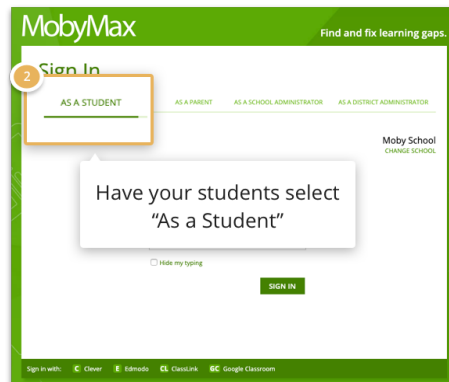 MobyMax
Find and fix learning gaps.
Sign In
2
AS A STUDENT
AS A PARENT
AS A SCHOOL ADMINISTRATOR
AS A DISTRICT ADMINISTRATOR
Moby School
CHANGE SCHOOL
Have your students select
“As a Student”
Hide my typing
SIGN IN
Sign in with: C Clever E Edmodo CL ClassLink GC Google Classroom